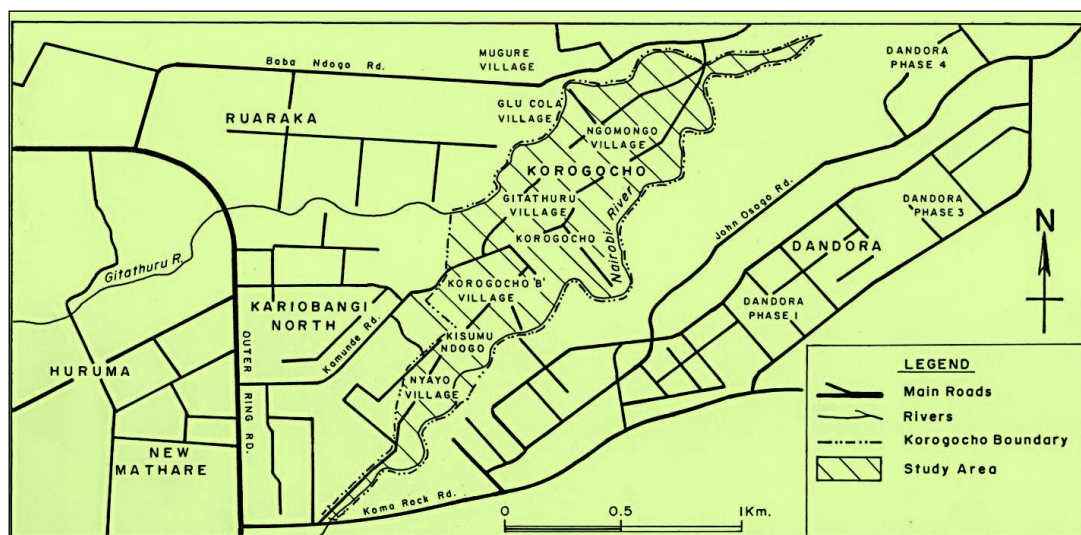 MUGURE
VILLAGE
DANDORA
PHASE 4
Baba Ndogo Rd.
GLU COLA
VILLAGE
RUARAKA
NGOMONGO
VILLAGE
KOROGOCHO
GITATHURU
VILLAGE
Nairobi River
John Osogo Rd.
DANDORA
PHASE 3
KOROGOCHO
DANDORA
N
Gitathuru R.
KOROGOCHO B'
VILLAGE
KARIOBANGI
NORTH
DANDORA
PHASE I
Kamunde Rd.
KISUMU
NDOGO
OUTER
RING RD.
HURUMA
NYAYO
VILLAGE
NEW
MATHARE
Koma Rock Rd.
0 0.5 1Km.
LEGEND
Main Roads
Rivers
Korogocho Boundary
Study Area